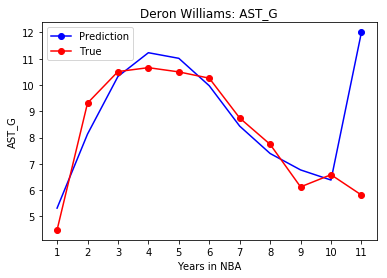 Deron Williams: AST_G
Prediction
True
12
11
10
9
8
7
6
5
AST_G
1 2 3 4 5 6 7 8 9 10 11
Years in NBA